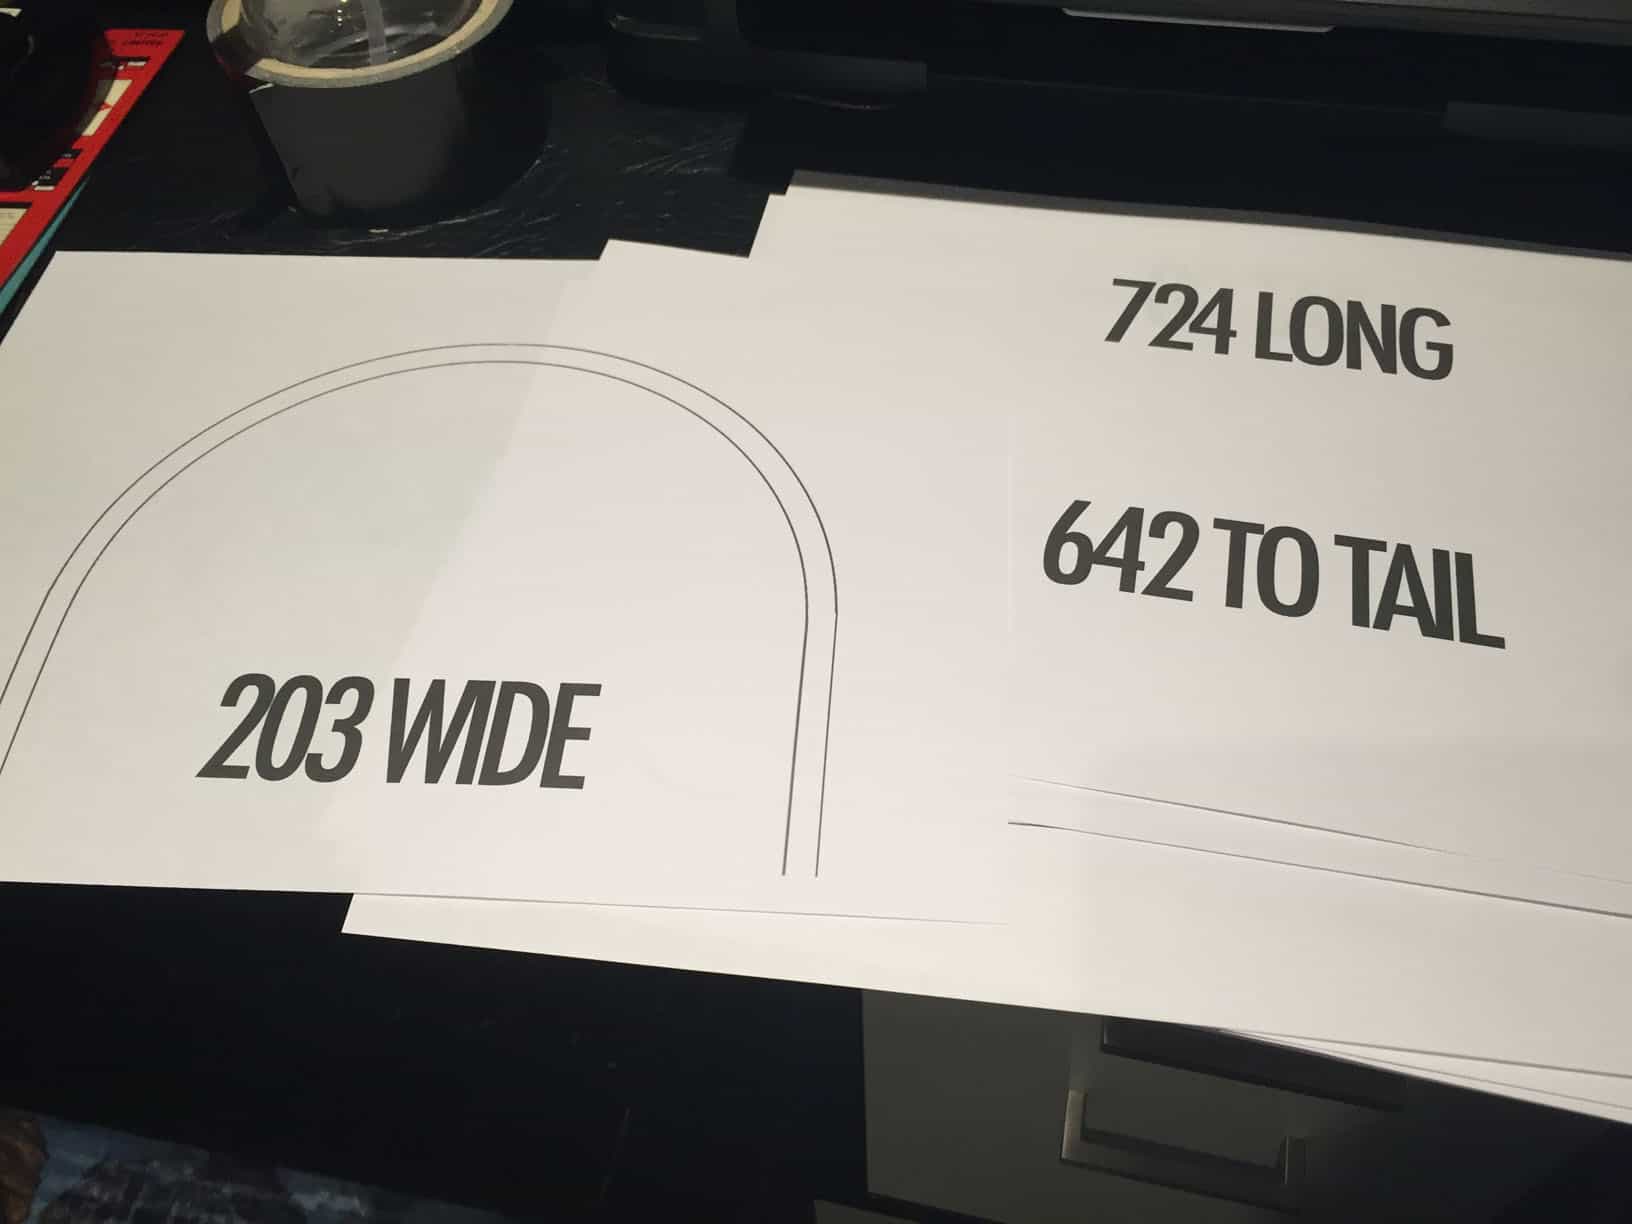 724 LONG
642 TO TAIL
203 WIDE